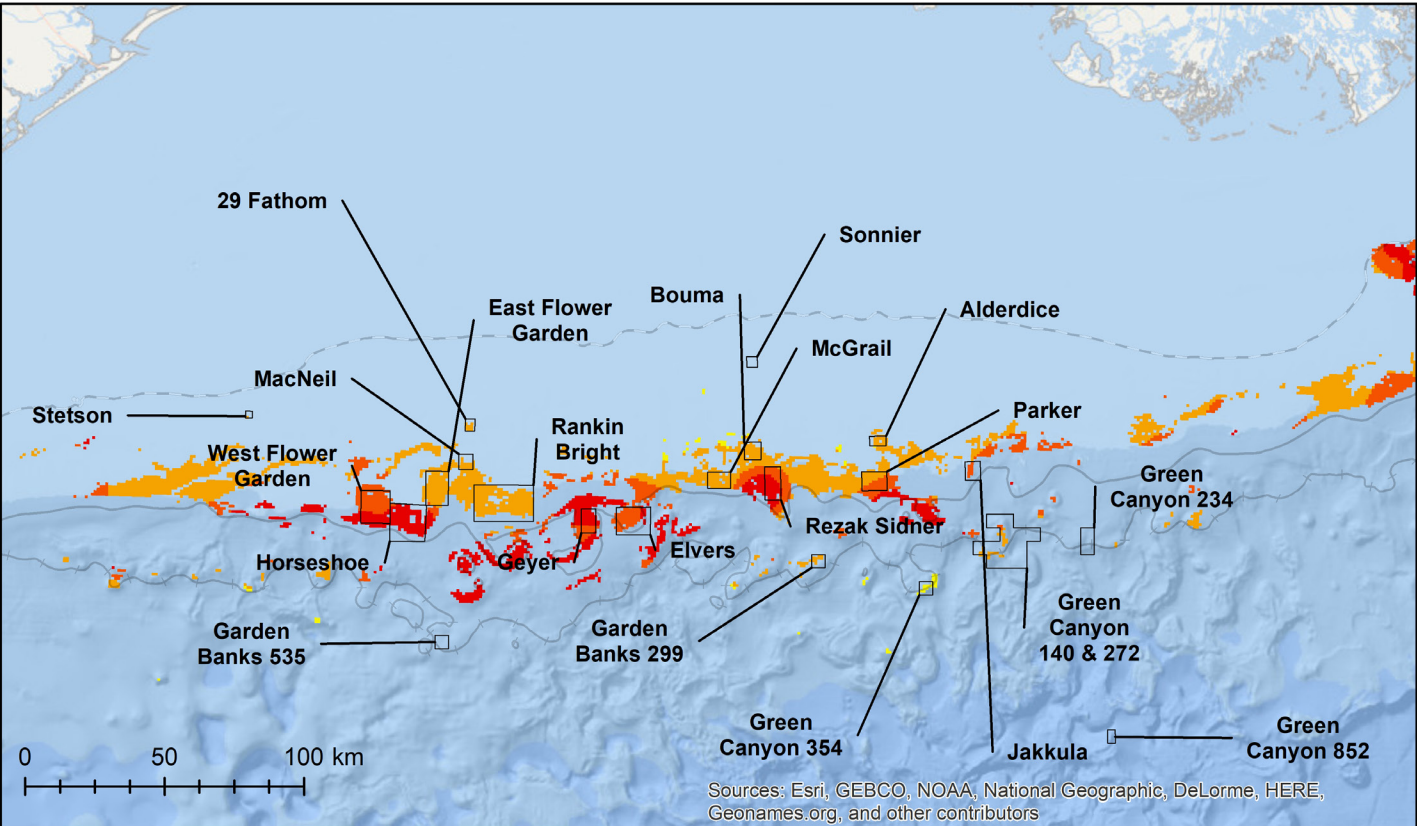 29 Fathom
Sonnier
Bouma
East Flower
Garden
Alderdice
McGrail
MacNeil
Stetson
Rankin
Bright
Parker
West Flower
Garden
Green
Canyon 234
Rezak Sidner
Elvers
Horseshoe
Geyer
Green
Canyon
140 & 272
Garden
Banks 535
Garden
Banks 299
Green
Canyon 354
Jakkula
Green
Canyon 852
0 50 100 km
Sources: Esri, GEBCO, NOAA, National Geographic, DeLorme, HERE,
Geonames.org, and other contributors